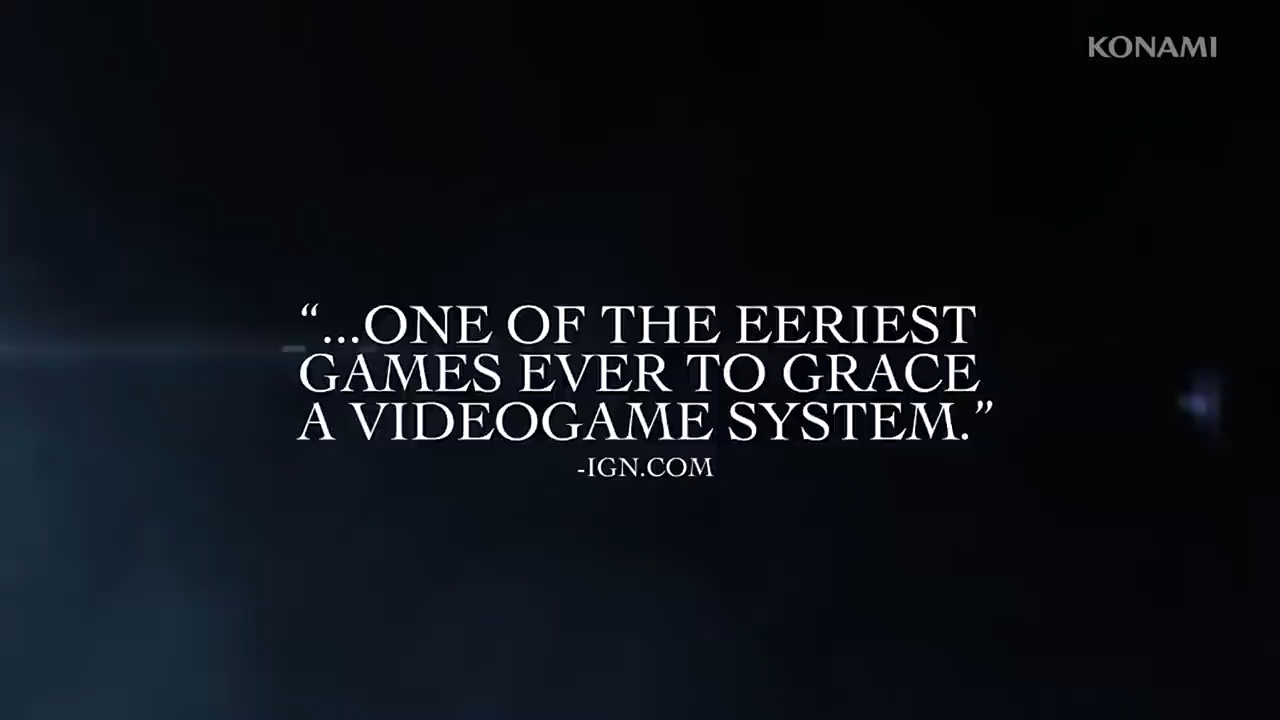 KONAMI
“...ONE OF THE EERIEST
GAMES EVER TO GRACE
A VIDEOGAME SYSTEM.”
-IGN.COM